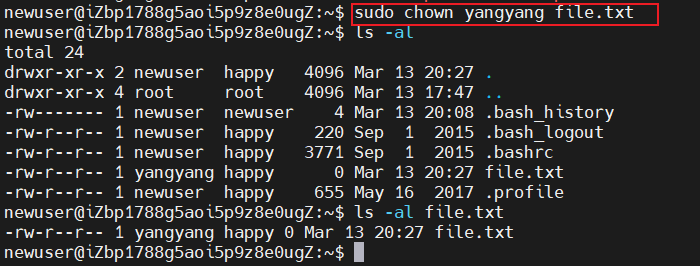 newuser@iZbp1788g5aoi5p9z8e0ugZ:~$ sudo chown yangyang file.txt
newuser@iZbp1788g5aoi5p9z8e0ugZ:~$ ls -al
total 24
drwxr-xr-x 2 newuser  happy   4096 Mar 13 20:27 .
drwxr-xr-x 4 root     root    4096 Mar 13 17:47 ..
-rw------- 1 newuser  newuser    4 Mar 13 20:08 .bash_history
-rw-r--r-- 1 newuser  happy    220 Sep  1  2015 .bash_logout
-rw-r--r-- 1 newuser  happy   3771 Sep  1  2015 .bashrc
-rw-r--r-- 1 yangyang happy      0 Mar 13 20:27 file.txt
-rw-r--r-- 1 newuser  happy    655 May 16  2017 .profile
newuser@iZbp1788g5aoi5p9z8e0ugZ:~$ ls -al file.txt
-rw-r--r-- 1 yangyang happy 0 Mar 13 20:27 file.txt
newuser@iZbp1788g5aoi5p9z8e0ugZ:~$